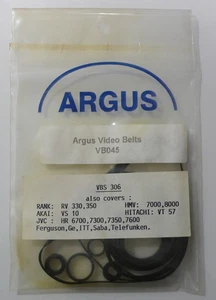 ARGUS
Argus Video Belts
VB045
VBS 306
also covers :
RANK: RV 330,350 HMV: 7000,8000
AKAI: VS 10 HITACHI: VT 57
JVC : HR 6700,7300,7350,7600
Ferguson,Ge,ITT,Saba,Telefunken.
ARGUS